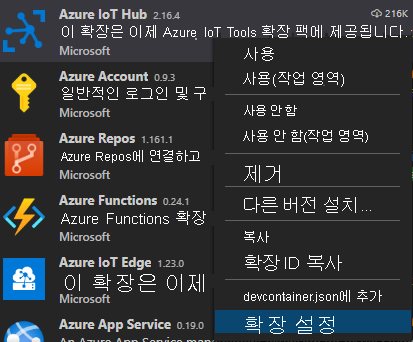 Azure IoT Hub 2.16.4 216K
이 확장은 이제 Azure IoT Tools 확장 팩에 제공됩니다.
Microsoft
Azure Account 0.9.3
일반적인 로그인 및 구
Microsoft
Azure Repos 1.161.1
Azure Repos에 연결하고
Microsoft
Azure Functions 0.24.1
Azure Functions 확장
Microsoft
Azure IoT Edge 1.23.0
이 확장은 이제
Microsoft
Azure App Service 0.19.0
An Azure App Service man
사용
사용(작업 영역)
사용 안 함
사용 안 함(작업 영역)
제거
다른 버전 설치...
복사
확장 ID 복사
devcontainer.json에 추가
확장 설정